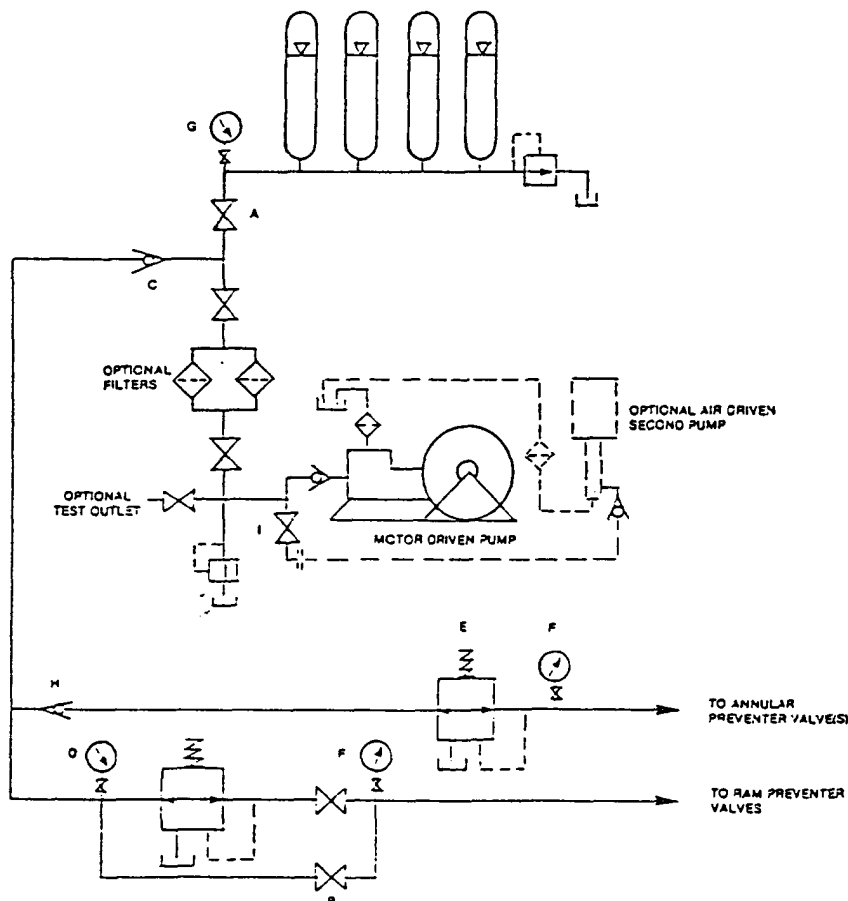 G
A
C
OPTIONAL
FILTERS
OPTIONAL AIR DRIVEN
SECOND PUMP
OPTIONAL
TEST OUTLET
I
MOTOR DRIVEN PUMP
E
F
H
TO ANNULAR
PREVENTER VALVE(S)
F
TO RAM PREVENTER
VALVES